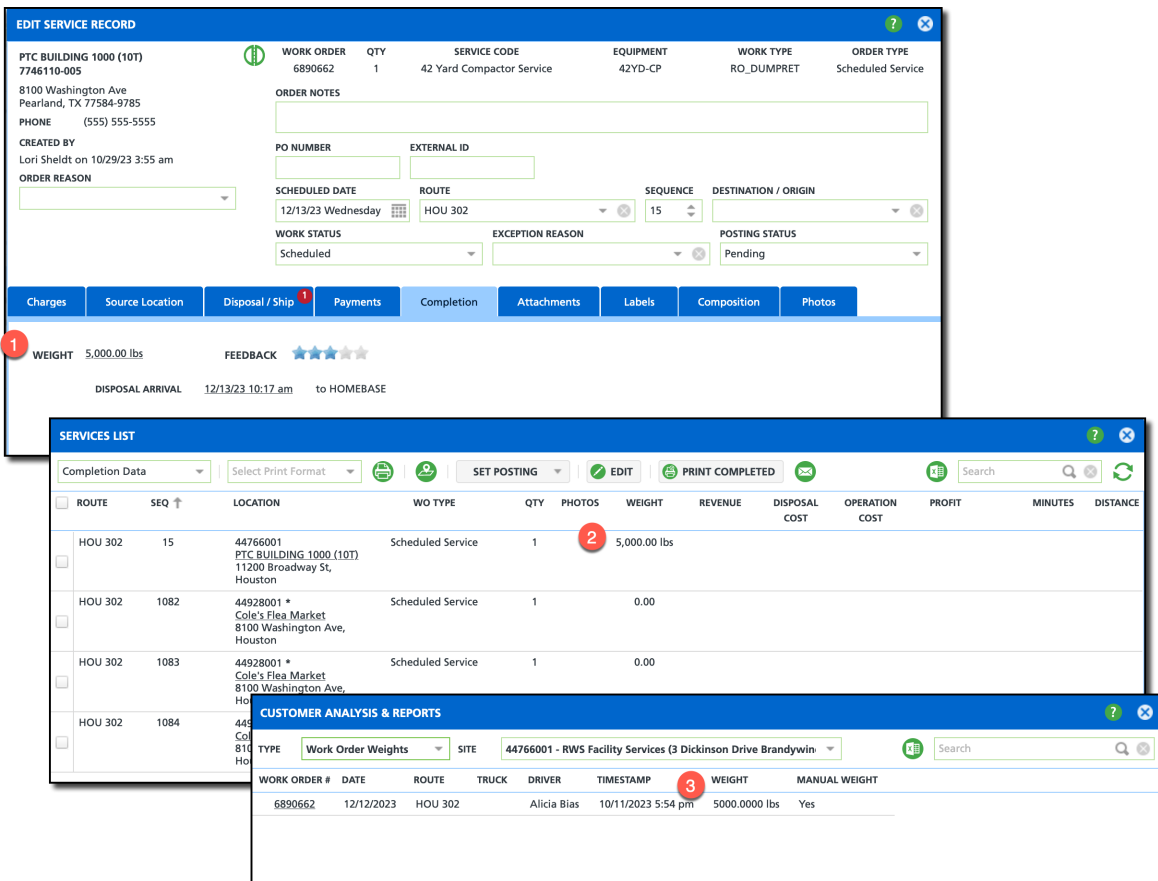 EDIT SERVICE RECORD ?
PTC BUILDING 1000 (10T)
7746110-005
8100 Washington Ave
Pearland, TX 77584-9785
PHONE (555) 555-5555
CREATED BY
Lori Sheldt on 10/29/23 3:55 am
ORDER REASON
WORK ORDER QTY SERVICE CODE EQUIPMENT WORK TYPE ORDER TYPE
6890662 1 42 Yard Compactor Service 42YD-CP RO_DUMPRET Scheduled Service
ORDER NOTES
PO NUMBER EXTERNAL ID
SCHEDULED DATE ROUTE SEQUENCE DESTINATION / ORIGIN
12/13/23 Wednesday HOU 302 15
WORK STATUS EXCEPTION REASON POSTING STATUS
Scheduled Pending
Charges Source Location Disposal / Ship 1 Payments Completion Attachments Labels Composition Photos
1 WEIGHT 5,000.00 lbs FEEDBACK
DISPOSAL ARRIVAL 12/13/23 10:17 am to HOMEBASE
SERVICES LIST ?
Completion Data Select Print Format SET POSTING EDIT PRINT COMPLETED Search
ROUTE SEQ LOCATION WO TYPE QTY PHOTOS WEIGHT REVENUE DISPOSAL COST OPERATION COST PROFIT MINUTES DISTANCE
HOU 302 15 44766001 Scheduled Service 1 2 5,000.00 lbs
PTC BUILDING 1000 (10T)
11200 Broadway St,
Houston
HOU 302 1082 44928001 * Scheduled Service 1 0.00
Cole's Flea Market
8100 Washington Ave,
Houston
HOU 302 1083 44928001 * Scheduled Service 1 0.00
Cole's Flea Market
8100 Washington Ave,
HOU 302 1084
CUSTOMER ANALYSIS & REPORTS ?
TYPE Work Order Weights SITE 44766001 - RWS Facility Services (3 Dickinson Drive Brandywin Search
WORK ORDER # DATE ROUTE TRUCK DRIVER TIMESTAMP 3 WEIGHT MANUAL WEIGHT
6890662 12/12/2023 HOU 302 Alicia Bias 10/11/2023 5:54 pm 5000.0000 lbs Yes